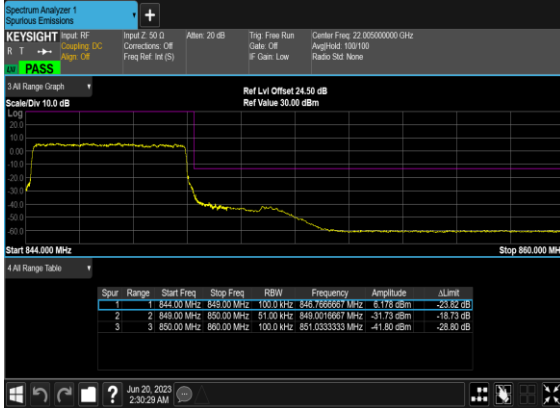 Spectrum Analyzer 1
Spurious Emissions
+
KEYSIGHT Input: RF Input Z: 50 Ω Atten: 20 dB Trig: Free Run Center Freq: 22.005000000 GHz
R T Coupling: DC Corrections: Off Gate: Off Avg|Hold: 100/100
Align: Off Freq Ref: Int (S) IF Gain: Low Radio Std: None
PASS
3 All Range Graph Ref Lvl Offset 24.50 dB
Scale/Div 10.0 dB Ref Value 30.00 dBm
Log
20.0
10.0
0.00
-10.0
-20.0
-30.0
-40.0
-50.0
-60.0
Start 844.000 MHz Stop 860.000 MH
4 All Range Table
Spur Range Start Freq Stop Freq RBW Frequency Amplitude ΔLimit
1 1 844.00 MHz 849.00 MHz 100.0 kHz 846.7666667 MHz 6.178 dBm -23.82 dB
2 2 849.00 MHz 850.00 MHz 51.00 kHz 849.0016667 MHz -31.73 dBm -18.73 dB
3 3 850.00 MHz 860.00 MHz 100.0 kHz 851.0333333 MHz -41.80 dBm -28.80 dB
? Jun 20, 2023
2:30:29 AM